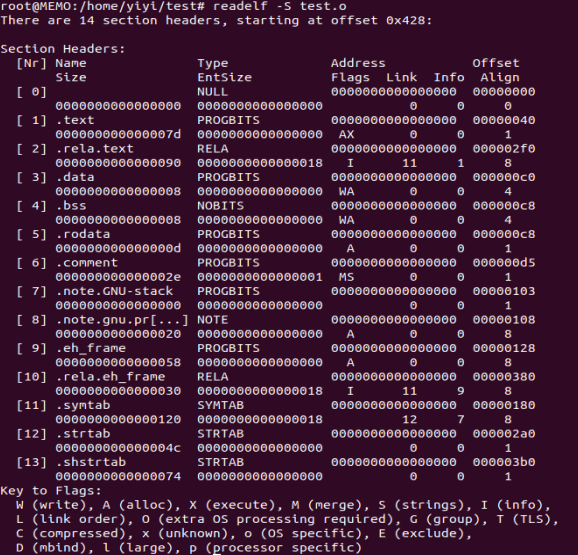 root@MEMO:/home/yiyi/test# readelf -S test.o
There are 14 section headers, starting at offset 0x428:
Section Headers:
[Nr] Name Type Address Offset
Size EntSize Flags Link Info Align
[ 0] NULL 0000000000000000 00000000
0000000000000000 0000000000000000 0 0 0
[ 1] .text PROGBITS 0000000000000000 00000040
000000000000007d 0000000000000000 AX 0 0 1
[ 2] .rela.text RELA 0000000000000000 000002f0
0000000000000090 0000000000000018 I 11 1 8
[ 3] .data PROGBITS 0000000000000000 000000c0
0000000000000008 0000000000000000 WA 0 0 4
[ 4] .bss NOBITS 0000000000000000 000000c8
0000000000000008 0000000000000000 WA 0 0 4
[ 5] .rodata PROGBITS 0000000000000000 000000c8
000000000000000d 0000000000000000 A 0 0 1
[ 6] .comment PROGBITS 0000000000000000 000000d5
000000000000002e 0000000000000001 MS 0 0 1
[ 7] .note.GNU-stack PROGBITS 0000000000000000 00000103
0000000000000000 0000000000000000 0 0 1
[ 8] .note.gnu.pr[...] NOTE 0000000000000000 00000108
0000000000000020 0000000000000000 A 0 0 8
[ 9] .eh_frame PROGBITS 0000000000000000 00000128
0000000000000058 0000000000000000 A 0 0 8
[10] .rela.eh_frame RELA 0000000000000000 00000380
0000000000000030 0000000000000018 I 11 9 8
[11] .symtab SYMTAB 0000000000000000 00000180
0000000000000120 0000000000000018 12 7 8
[12] .strtab STRTAB 0000000000000000 000002a0
000000000000004c 0000000000000000 0 0 1
[13] .shstrtab STRTAB 0000000000000000 000003b0
0000000000000074 0000000000000000 0 0 1
Key to Flags:
W (write), A (alloc), X (execute), M (merge), S (strings), I (info),
L (link order), O (extra OS processing required), G (group), T (TLS),
C (compressed), x (unknown), o (OS specific), E (exclude),
D (mbind), l (large), p (processor specific)